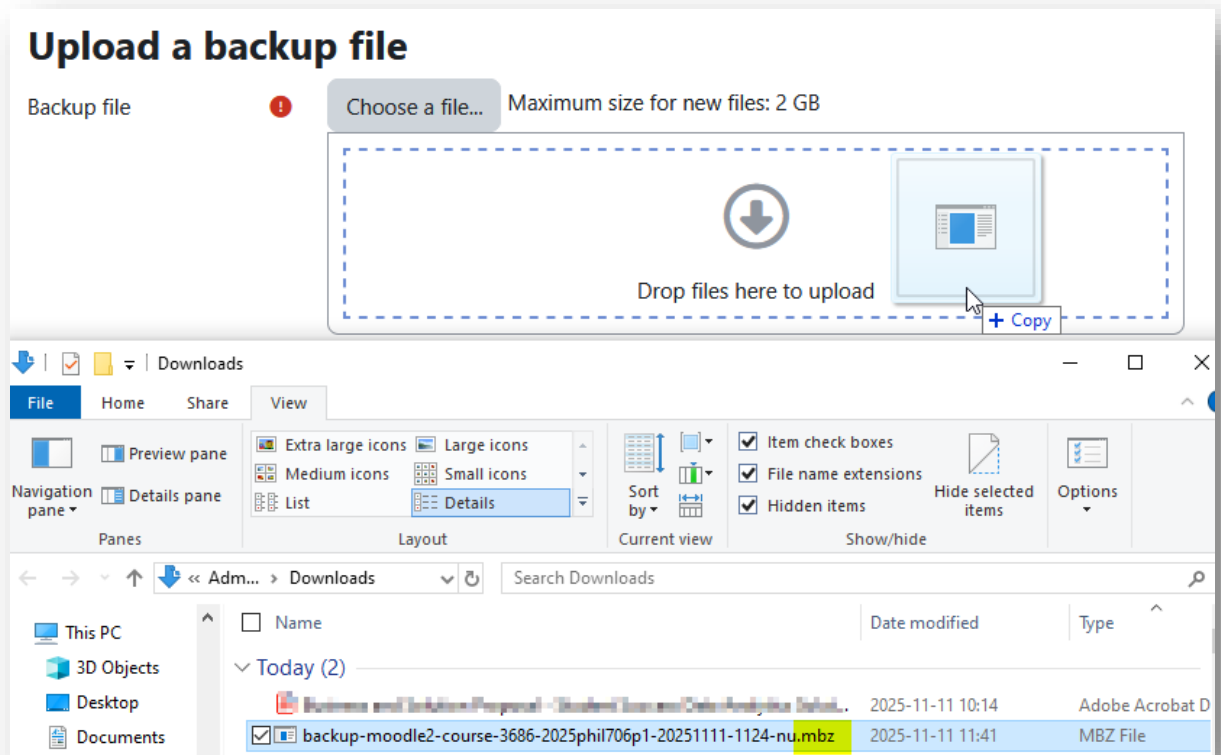 Upload a backup file
Backup file
Choose a file... Maximum size for new files: 2 GB
Drop files here to upload
+ Copy
Downloads
File Home Share View
Navigation pane
Preview pane
Details pane
Panes
Extra large icons Large icons
Medium icons Small icons
List Details
Layout
Sort by
Current view
Item check boxes
File name extensions
Hidden items
Hide selected items
Show/hide
Options
« Adm... › Downloads
Search Downloads
This PC
3D Objects
Desktop
Documents
Name Date modified Type
Today (2)
2025-11-11 10:14 Adobe Acrobat D
backup-moodle2-course-3686-2025phil706p1-20251111-1124-nu.mbz 2025-11-11 11:41 MBZ File